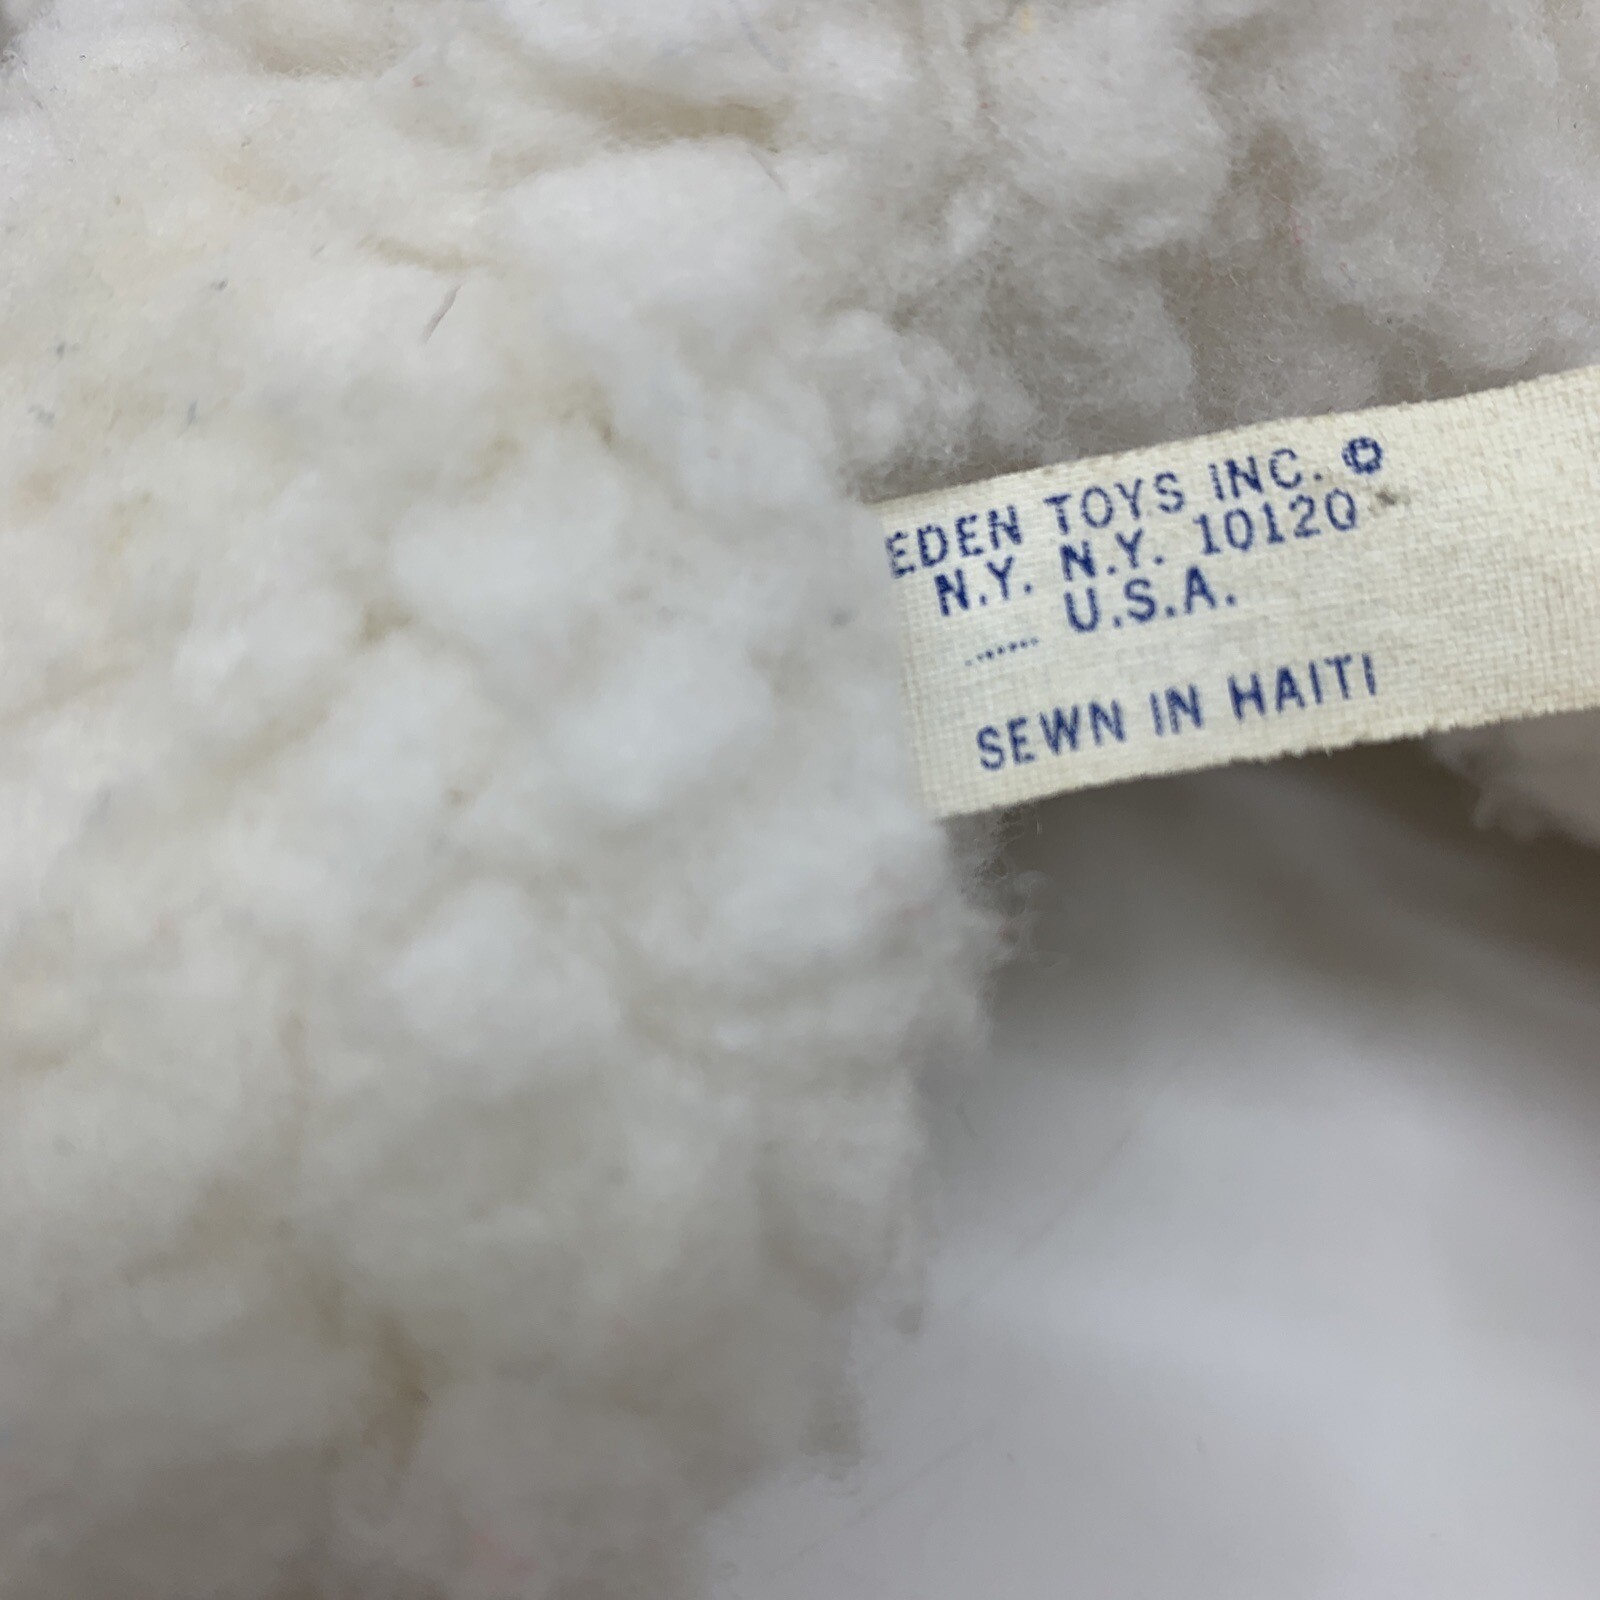 EDEN TOYS INC. ©
N.Y. N.Y. 10120
U.S.A.
SEWN IN HAITI